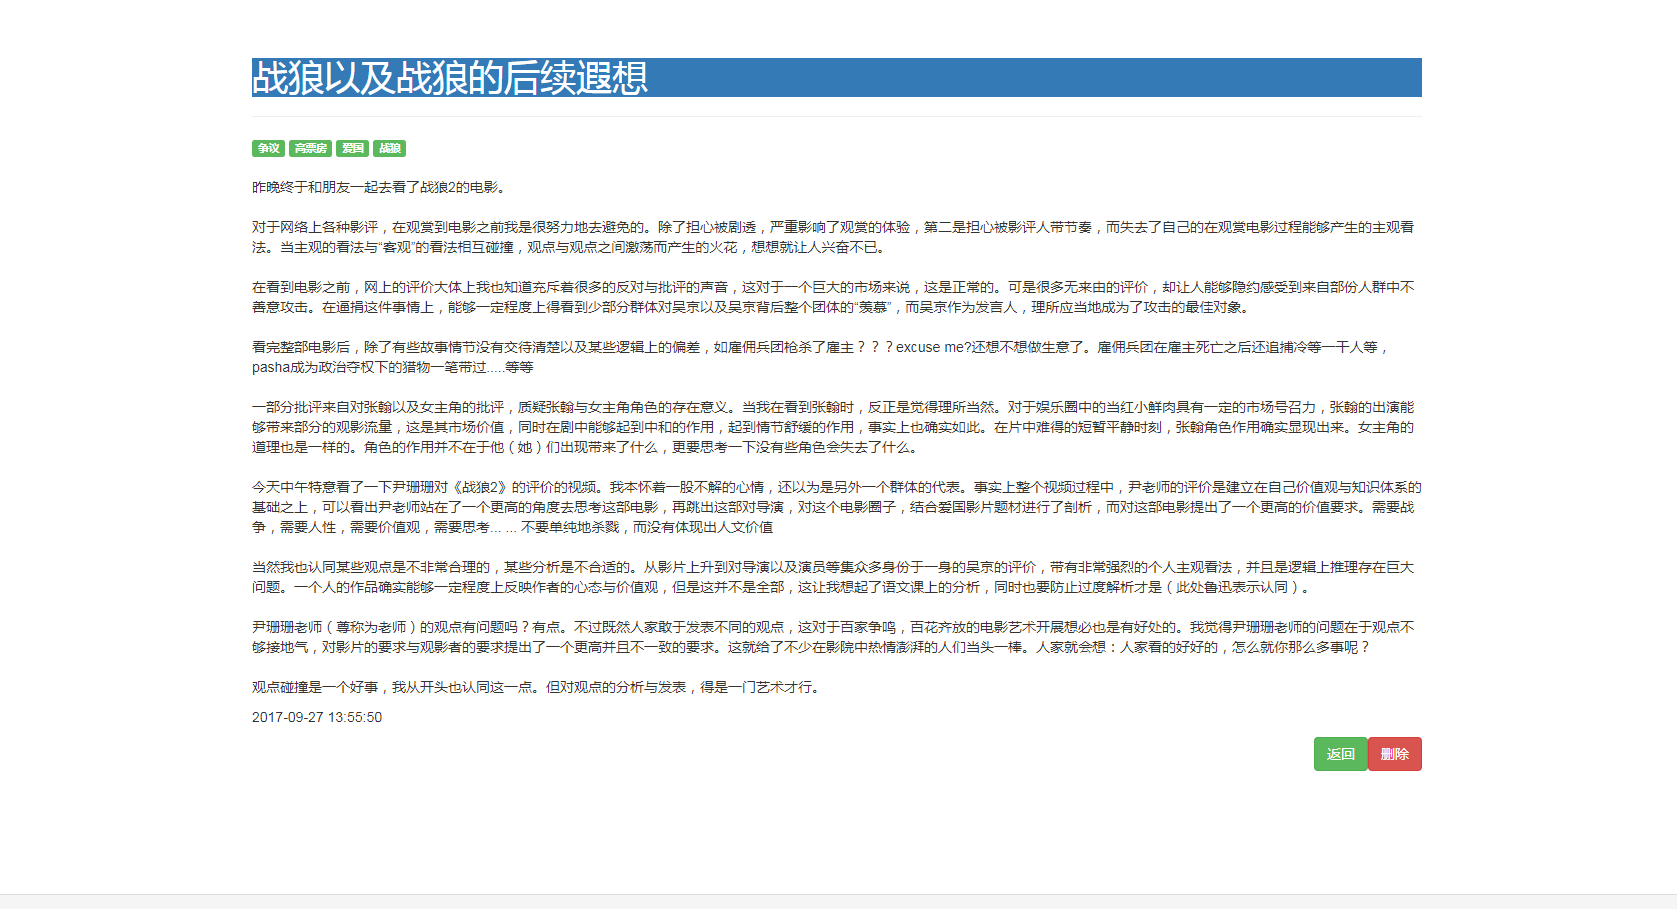 战狼以及战狼的后续遐想
争议 高票房 爱国 战狼
昨晚终于和朋友一起去看了战狼2的电影。
对于网络上各种影评，在观赏到电影之前我是很努力地去避免的。除了担心被剧透，严重影响了观赏的体验，第二是担心被影评人带节奏，而失去了自己的在观赏电影过程能够产生的主观看
法。当主观的看法与“客观”的看法相互碰撞，观点与观点之间激荡而产生的火花，想想就让人兴奋不已。
在看到电影之前，网上的评价大体上我也知道充斥着很多的反对与批评的声音，这对于一个巨大的市场来说，这是正常的。可是很多无来由的评价，却让人能够隐约感受到来自部份人群中不
善意攻击。在逼捐这件事情上，能够一定程度上得看到少部分群体对吴京以及吴京背后整个团体的“羡慕”，而吴京作为发言人，理所应当地成为了攻击的最佳对象。
看完整部电影后，除了有些故事情节没有交待清楚以及某些逻辑上的偏差，如雇佣兵团枪杀了雇主？？？excuse me?还想不想做生意了。雇佣兵团在雇主死亡之后还追捕冷等一干人等，
pasha成为政治夺权下的猎物一笔带过.....等等
一部分批评来自对张翰以及女主角的批评，质疑张翰与女主角角色的存在意义。当我在看到张翰时，反正是觉得理所当然。对于娱乐圈中的当红小鲜肉具有一定的市场号召力，张翰的出演能
够带来部分的观影流量，这是其市场价值，同时在剧中能够起到中和的作用，起到情节舒缓的作用，事实上也确实如此。在片中难得的短暂平静时刻，张翰角色作用确实显现出来。女主角的
道理也是一样的。角色的作用并不在于他（她）们出现带来了什么，更要思考一下没有些角色会失去了什么。
今天中午特意看了一下尹珊珊对《战狼2》的评价的视频。我本怀着一股不解的心情，还以为是另外一个群体的代表。事实上整个视频过程中，尹老师的评价是建立在自己价值观与知识体系的
基础之上，可以看出尹老师站在了一个更高的角度去思考这部电影，再跳出这部对导演，对这个电影圈子，结合爱国影片题材进行了剖析，而对这部电影提出了一个更高的价值要求。需要战
争，需要人性，需要价值观，需要思考... ... 不要单纯地杀戮，而没有体现出人文价值
当然我也认同某些观点是不非常合理的，某些分析是不合适的。从影片上升到对导演以及演员等集众多身份于一身的吴京的评价，带有非常强烈的个人主观看法，并且是逻辑上推理存在巨大
问题。一个人的作品确实能够一定程度上反映作者的心态与价值观，但是这并不是全部，这让我想起了语文课上的分析，同时也要防止过度解析才是（此处鲁迅表示认同）。
尹珊珊老师（尊称为老师）的观点有问题吗？有点。不过既然人家敢于发表不同的观点，这对于百家争鸣，百花齐放的电影艺术开展想必也是有好处的。我觉得尹珊珊老师的问题在于观点不
够接地气，对影片的要求与观影者的要求提出了一个更高并且不一致的要求。这就给了不少在影院中热情澎湃的人们当头一棒。人家就会想：人家看的好好的，怎么就你那么多事呢？
观点碰撞是一个好事，我从开头也认同这一点。但对观点的分析与发表，得是一门艺术才行。
2017-09-27 13:55:50
返回 删除